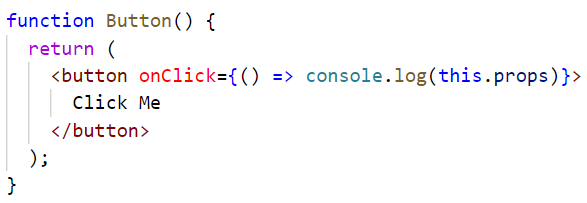 function Button() {
  return (
    <button onClick={() => console.log(this.props)}>
      Click Me
    </button>
  );
}